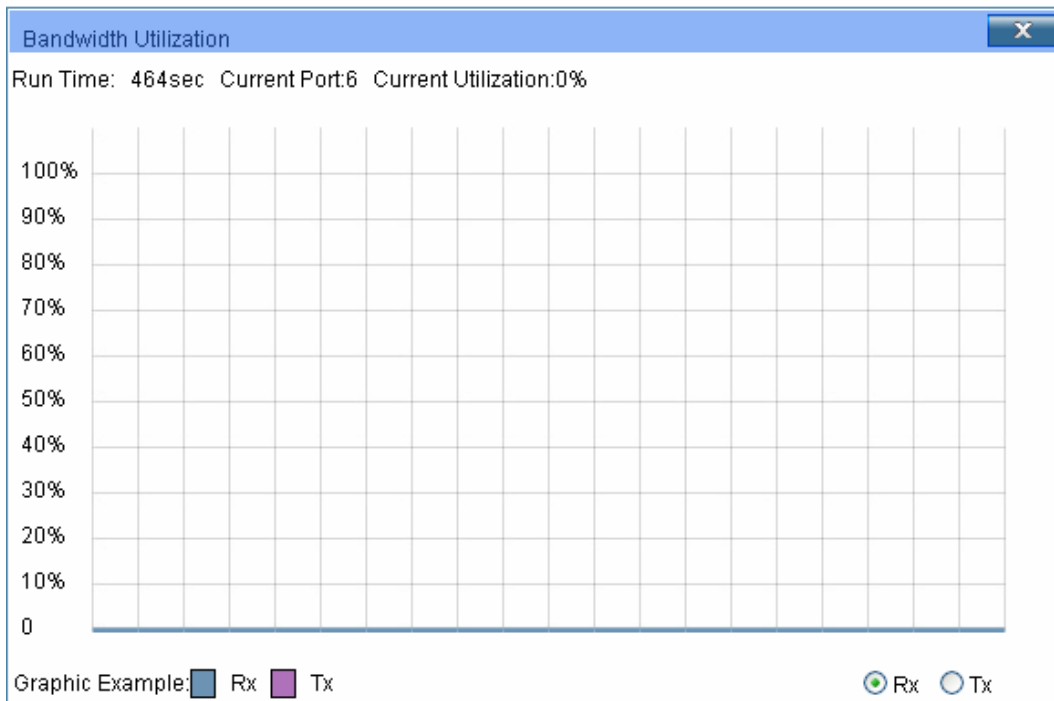 Bandwidth Utilization
X
Run Time: 464sec Current Port:6 Current Utilization:0%
100%
90%
80%
70%
60%
50%
40%
30%
20%
10%
0
Graphic Example: Rx Tx
Rx Tx